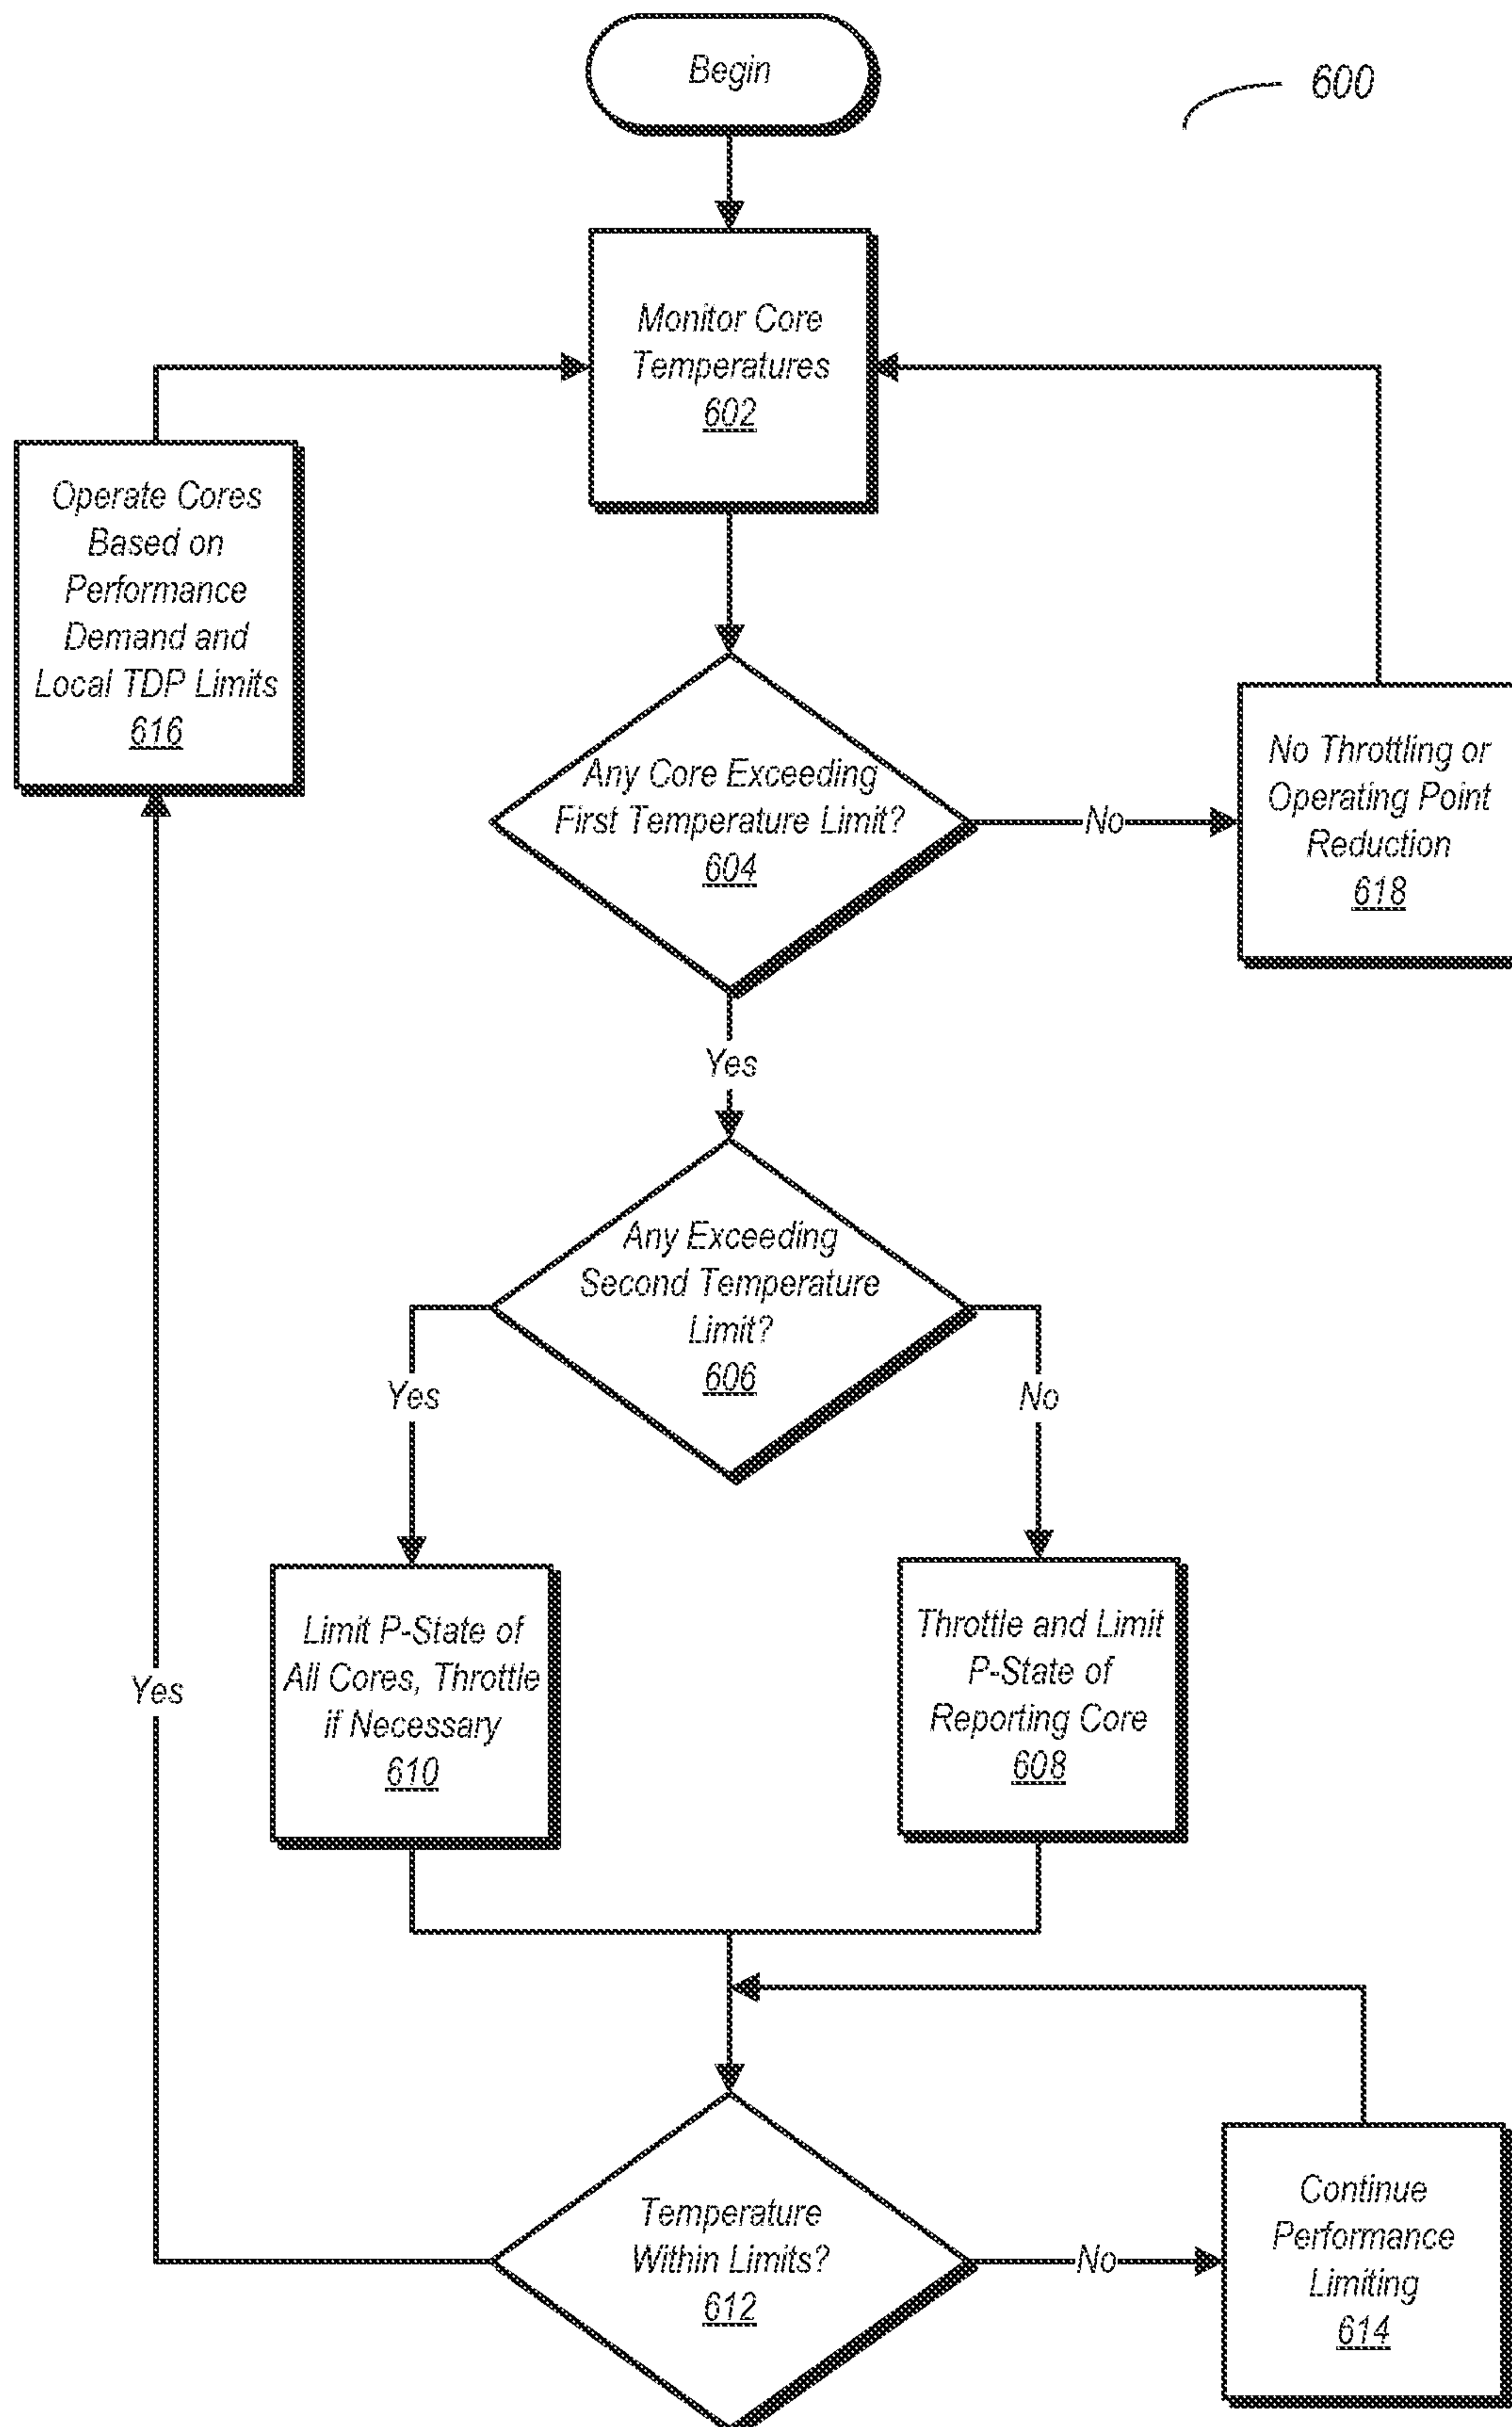 Begin
600
Monitor Core
Temperatures
602
Operate Cores
Based on
Performance
Demand and
Local TDP Limits
616
Any Core Exceeding
First Temperature Limit?
604
No
No Throttling or
Operating Point
Reduction
618
Yes
Any Exceeding
Second Temperature
Limit?
606
Yes
No
Limit P-State of
All Cores, Throttle
if Necessary
610
Throttle and Limit
P-State of
Reporting Core
608
Yes
Temperature
Within Limits?
612
No
Continue
Performance
Limiting
614